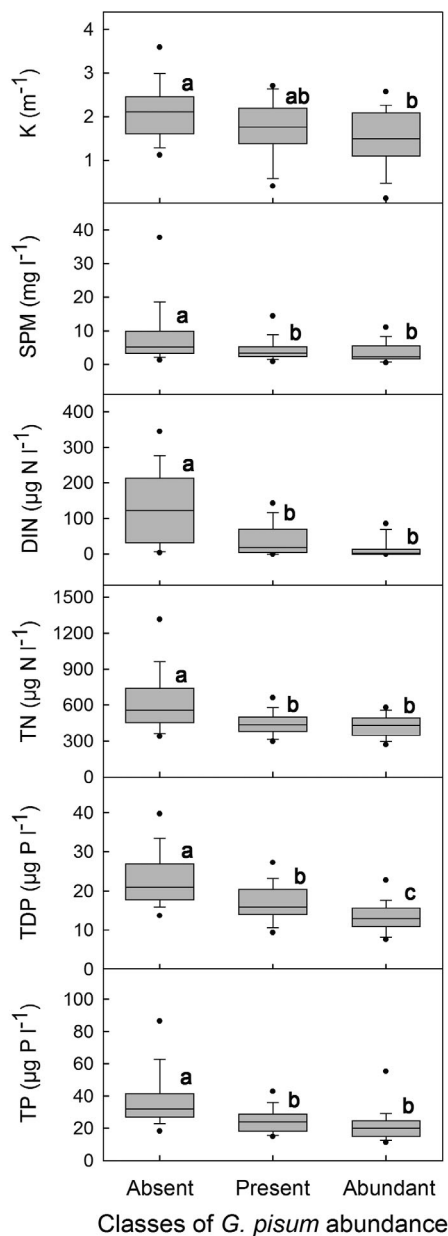 K (m⁻¹)
4
3
2
1
a
ab
b
SPM (mg l⁻¹)
40
30
20
10
0
a
b
b
DIN (µg N l⁻¹)
400
300
200
100
0
a
b
b
TN (µg N l⁻¹)
1500
1200
900
600
300
0
a
b
b
TDP (µg P l⁻¹)
40
30
20
10
0
a
b
c
TP (µg P l⁻¹)
100
80
60
40
20
0
a
b
b
Absent Present Abundant
Classes of G. pisum abundance